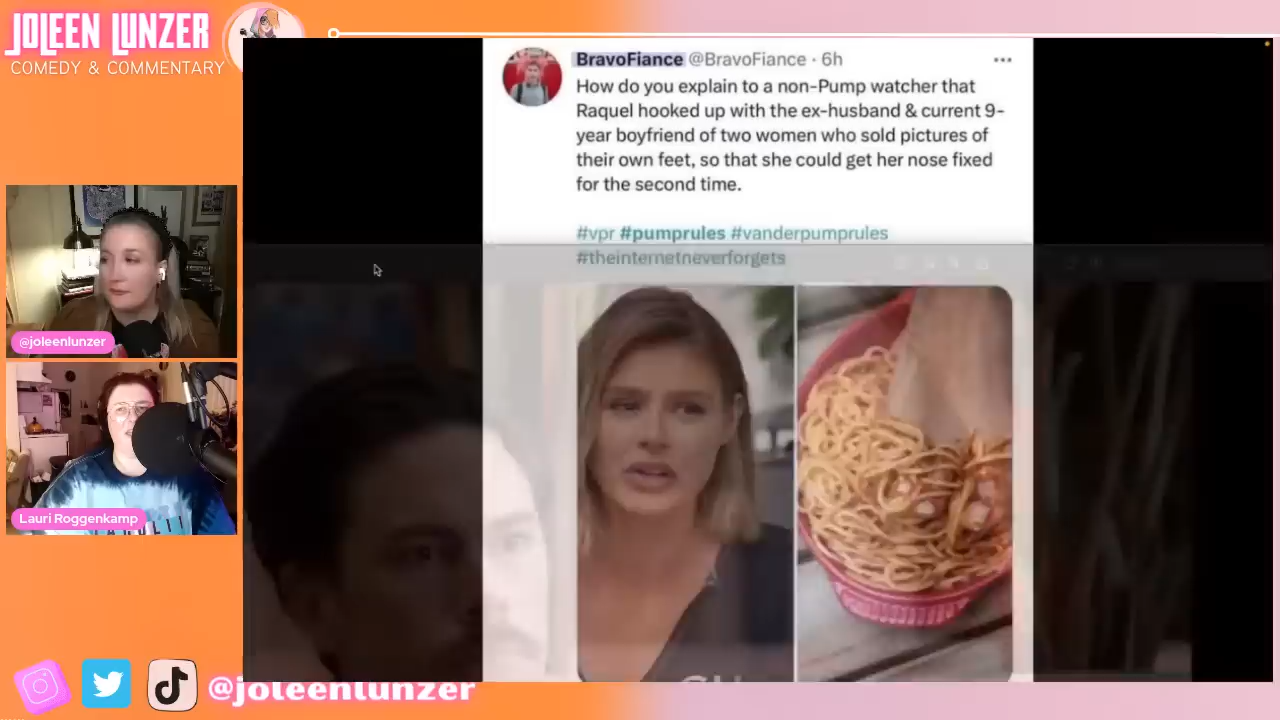 JOLEEN LUNZER
COMEDY & COMMENTARY
BravoFiance @BravoFiance · 6h
How do you explain to a non-Pump watcher that
Raquel hooked up with the ex-husband & current 9-
year boyfriend of two women who sold pictures of
their own feet, so that she could get her nose fixed
for the second time.
#vpr #pumprules #vanderpumprules
#theinternetneverforgets
@joleenlunzer
Lauri Roggenkamp
@joleenlunzer